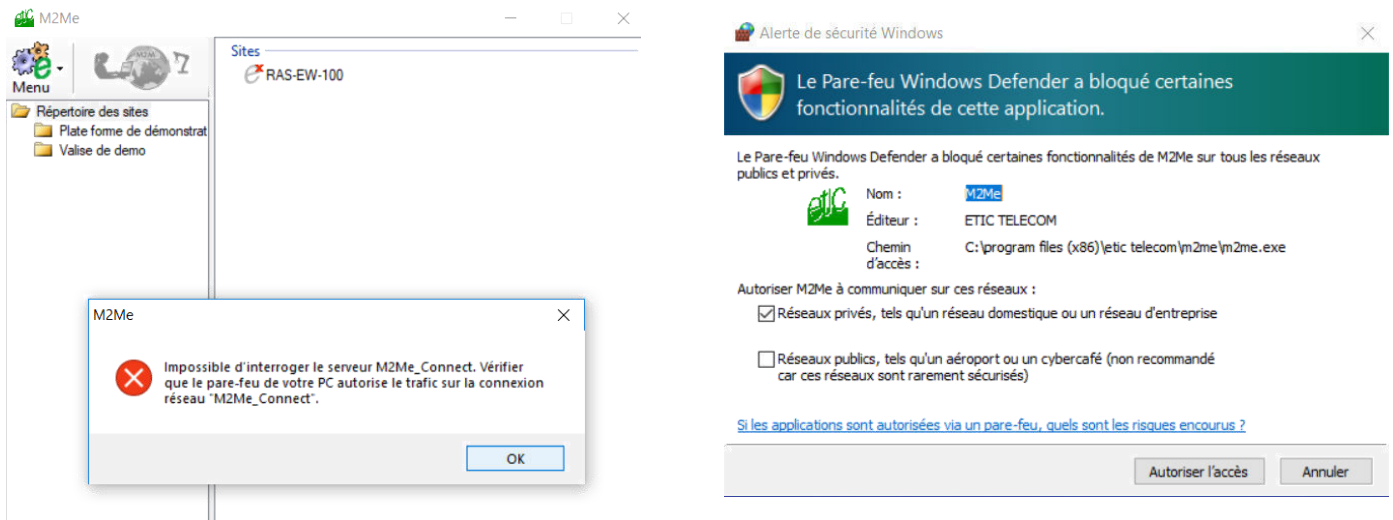 M2Me
Menu
Répertoire des sites
Plate forme de démonstrat
Valise de demo
Sites
RAS-EW-100
M2Me
Impossible d'interroger le serveur M2Me_Connect. Vérifier
que le pare-feu de votre PC autorise le trafic sur la connexion
réseau "M2Me_Connect".
OK
Alerte de sécurité Windows
Le Pare-feu Windows Defender a bloqué certaines
fonctionnalités de cette application.
Le Pare-feu Windows Defender a bloqué certaines fonctionnalités de M2Me sur tous les réseaux
publics et privés.
etic
Nom : M2Me
Éditeur : ETIC TELECOM
Chemin C:\program files (x86)\etic telecom\m2me\m2me.exe
d'accès :
Autoriser M2Me à communiquer sur ces réseaux :
Réseaux privés, tels qu'un réseau domestique ou un réseau d'entreprise
Réseaux publics, tels qu'un aéroport ou un cybercafé (non recommandé
car ces réseaux sont rarement sécurisés)
Si les applications sont autorisées via un pare-feu, quels sont les risques encourus ?
Autoriser l'accès Annuler